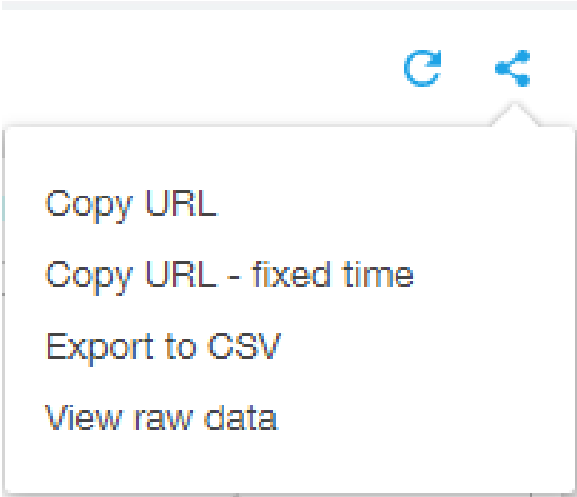 Copy URL
Copy URL - fixed time
Export to CSV
View raw data